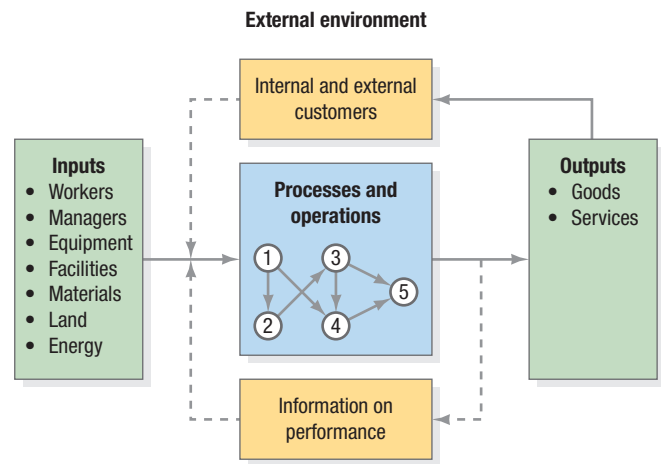 External environment
Internal and external
customers
Inputs
• Workers
• Managers
• Equipment
• Facilities
• Materials
• Land
• Energy
Processes and
operations
1
3
5
2
4
Outputs
• Goods
• Services
Information on
performance